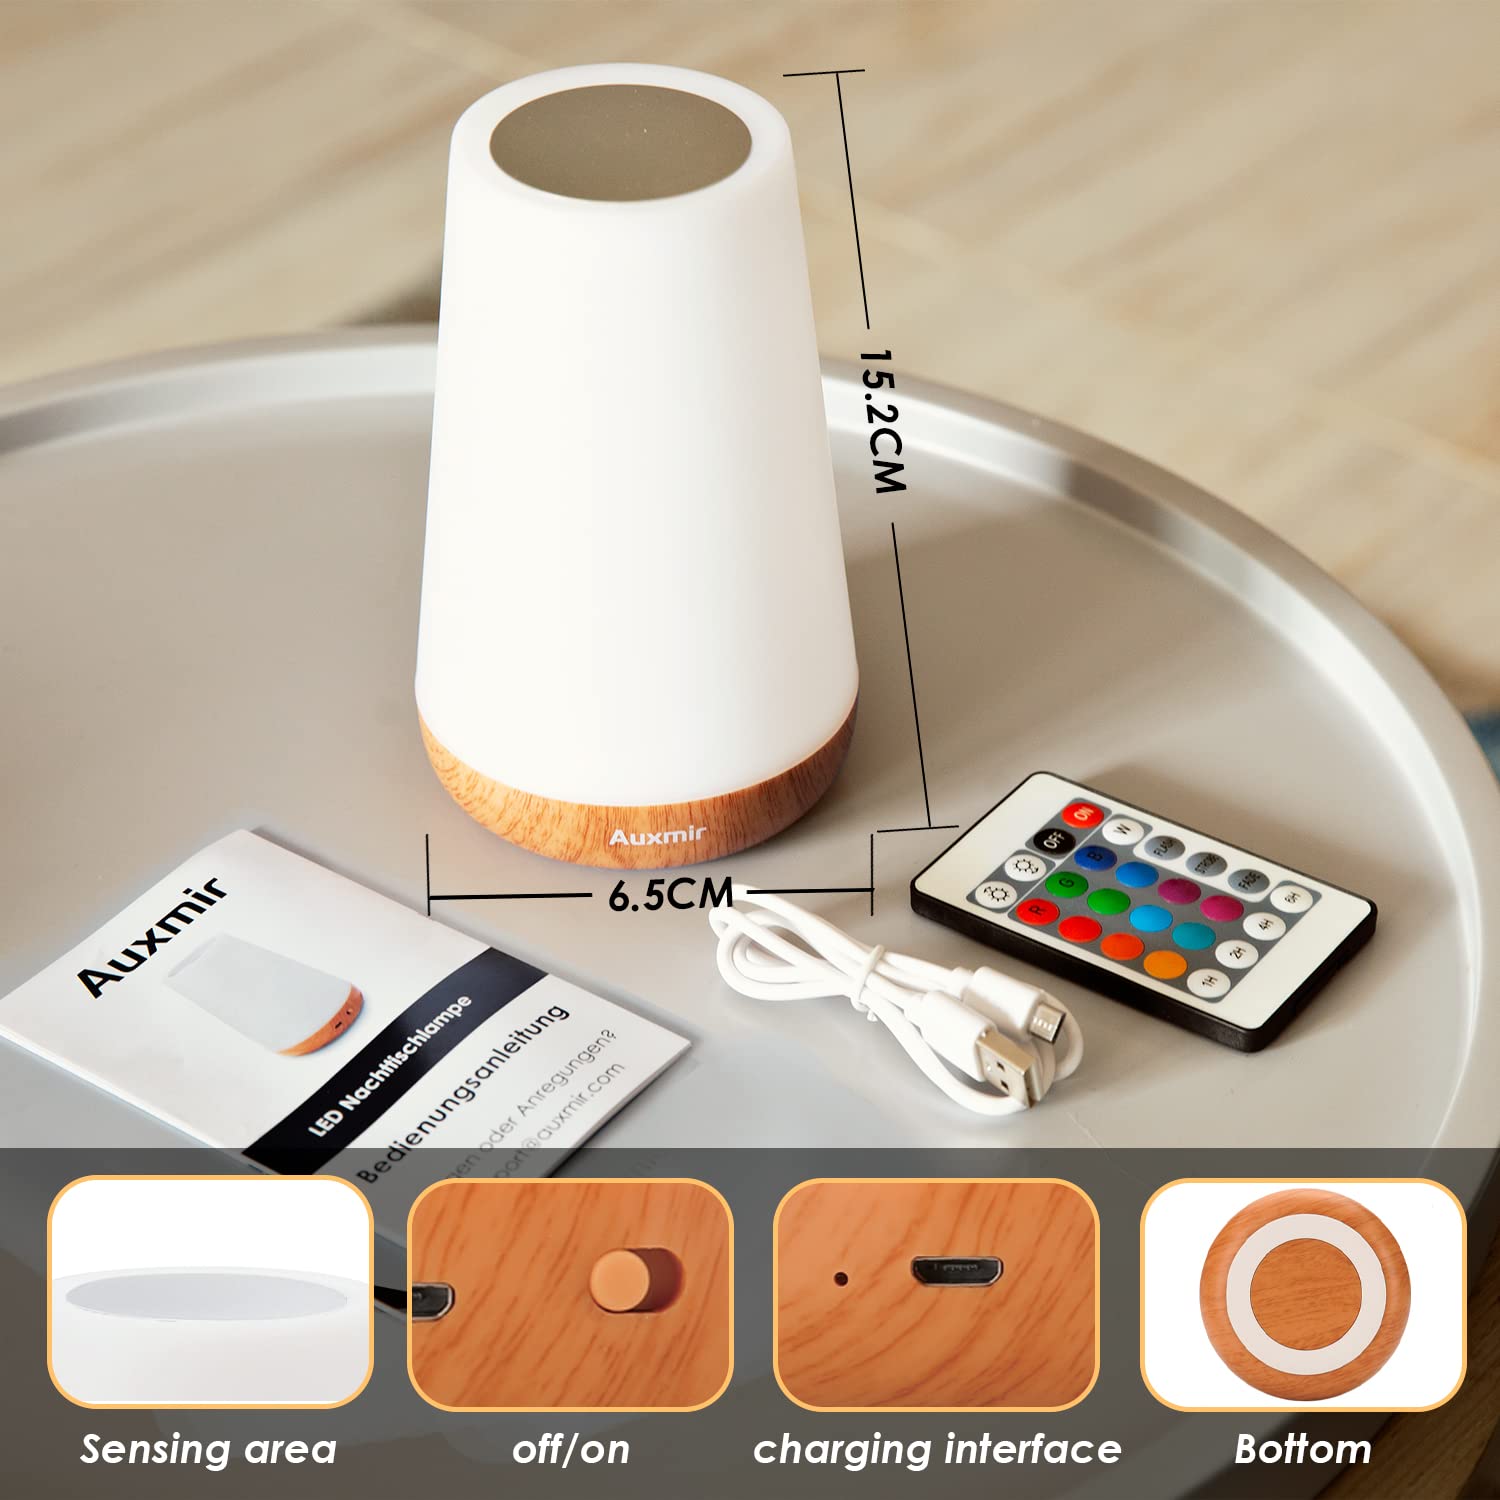 15.2CM
Auxmir
6.5CM
Auxmir
LED Nachttischlampe
Bedienungsanleitung
oder Anregungen?
auxmir.com
ON
OFF
W
B
G
R
FLASH
STROBE
FADE
6H
4H
2H
1H
Sensing area
off/on
charging interface
Bottom